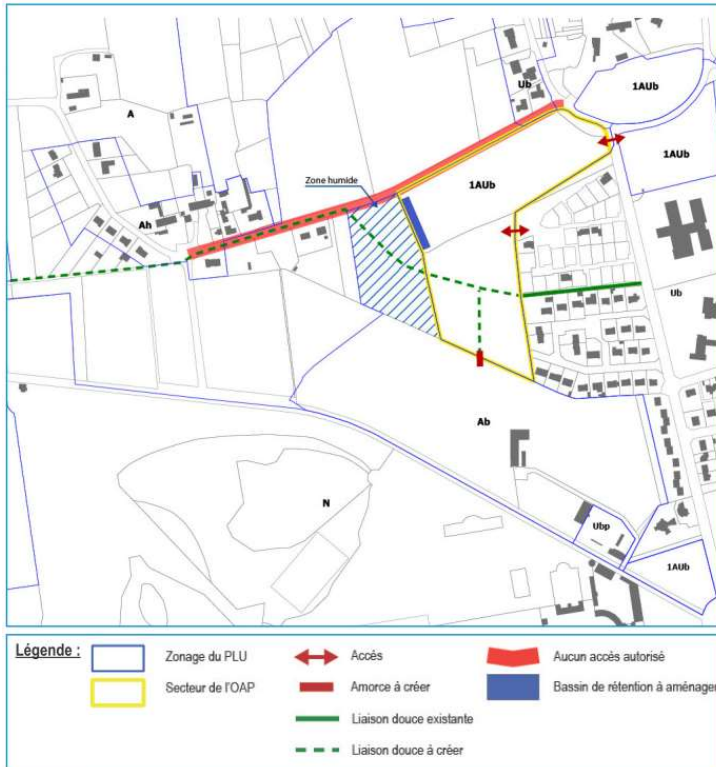 Ub
1AUb
A
1AUb
Zone humide
1AUb
Ah
Ub
Ab
N
Ubp
1AUb
Légende :
Zonage du PLU
Accès
Aucun accès autorisé
Secteur de l'OAP
Amorce à créer
Bassin de rétention à aménager
Liaison douce existante
Liaison douce à créer